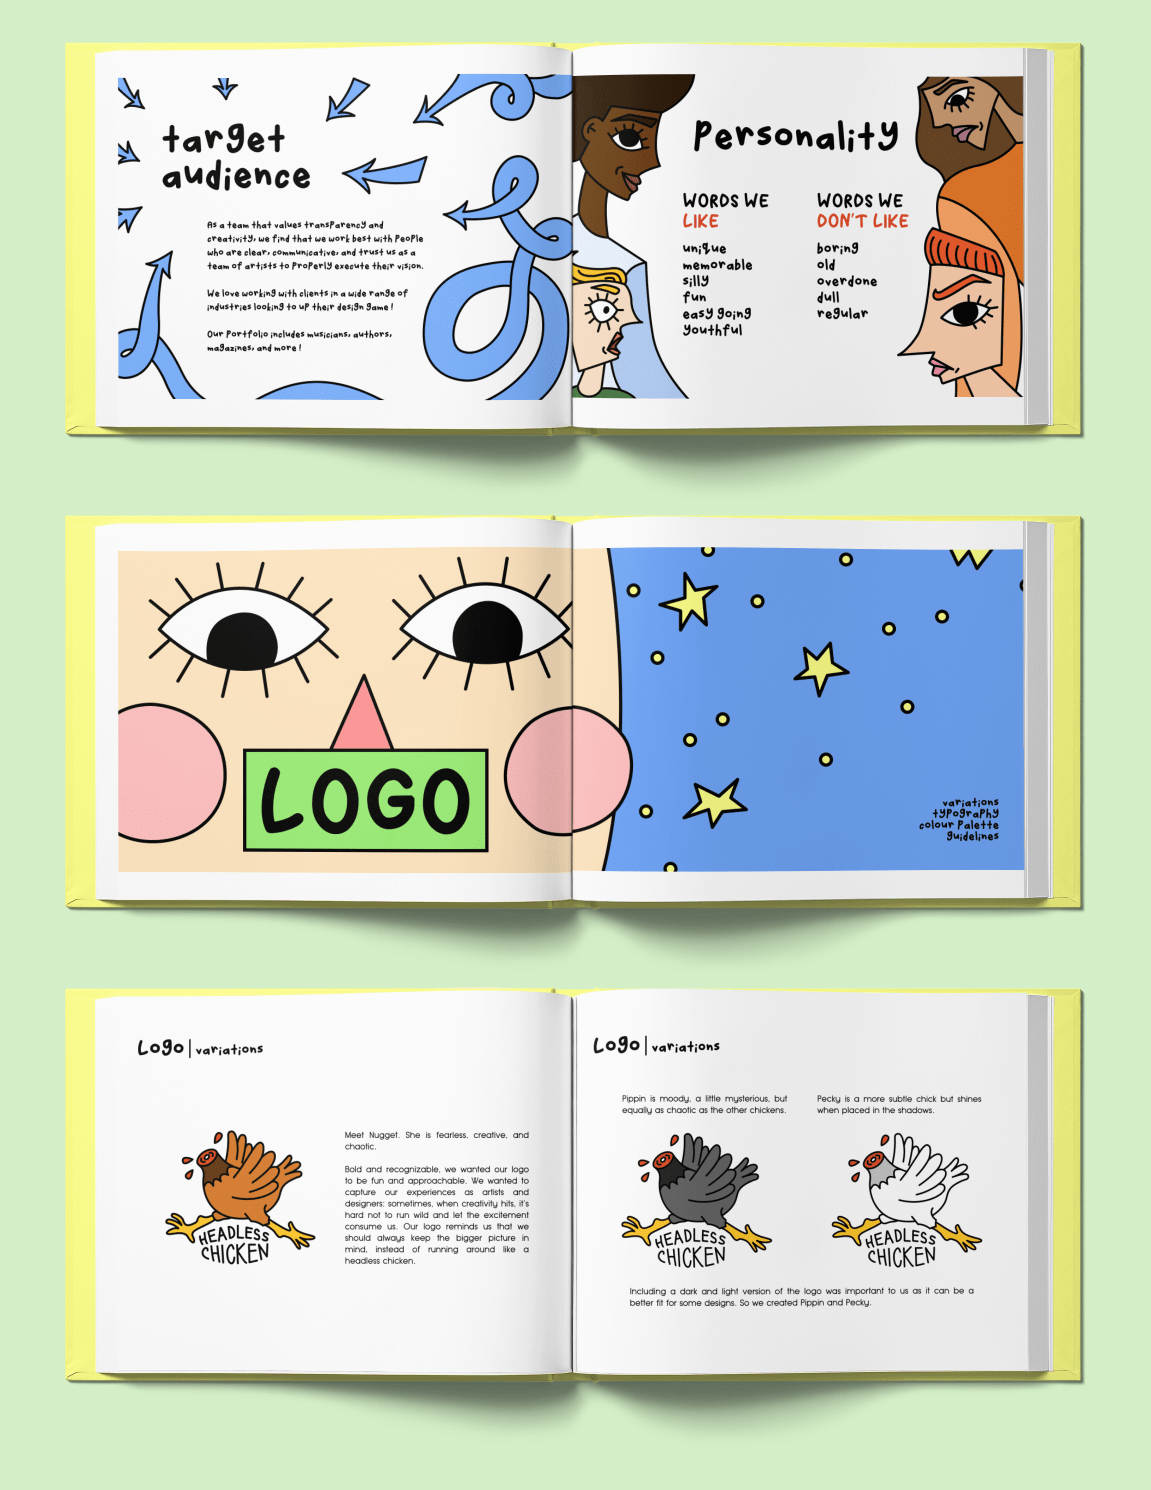 target
audience
As a team that values transparency and
creativity, we find that we work best with people
who are clear, communicative, and trust us as a
team of artists to properly execute their vision.
We love working with clients in a wide range of
industries looking to up their design game!
Our portfolio includes musicians, authors,
magazines, and more!
Personality
WORDS WE
LIKE
unique
memorable
silly
fun
easy going
youthful
WORDS WE
DON'T LIKE
boring
old
overdone
dull
regular
LOGO
variations
typography
colour palette
guidelines
Logo | variations
Meet Nugget. She is fearless, creative, and
chaotic.
Bold and recognizable, we wanted our logo
to be fun and approachable. We wanted to
capture our experiences as artists and
designers: sometimes, when creativity hits, it's
hard not to run wild and let the excitement
consume us. Our logo reminds us that we
should always keep the bigger picture in
mind, instead of running around like a
headless chicken.
HEADLESS
CHICKEN
Logo | variations
Pippin is moody, a little mysterious, but
equally as chaotic as the other chickens.
HEADLESS
CHICKEN
Pecky is a more subtle chick but shines
when placed in the shadows.
HEADLESS
CHICKEN
Including a dark and light version of the logo was important to us as it can be a
better fit for some designs. So we created Pippin and Pecky.